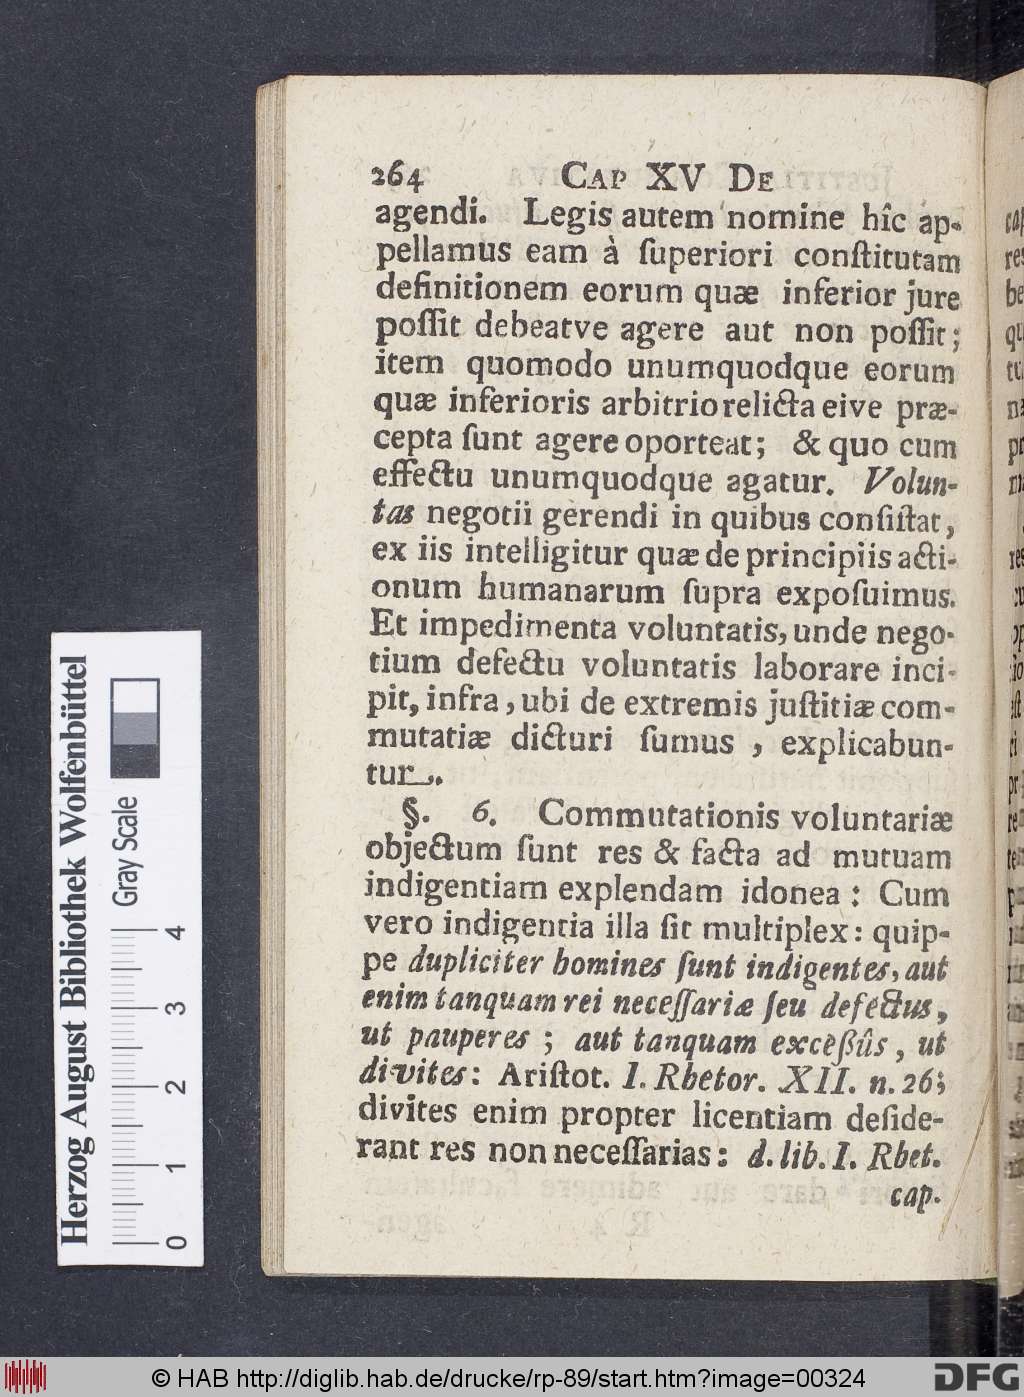 264 CAP XV DE
agendi. Legis autem nomine hîc ap-
pellamus eam à ſuperiori conſtitutam
definitionem eorum quæ inferior jure
poſſit debeatve agere aut non poſſit;
item quomodo unumquodque eorum
quæ inferioris arbitrio relicta eive præ-
cepta ſunt agere oporteat; & quo cum
effectu unumquodque agatur. Volun-
tas negotii gerendi in quibus conſiſtat,
ex iis intelligitur quæ de principiis acti-
onum humanarum ſupra expoſuimus.
Et impedimenta voluntatis, unde nego-
tium defectu voluntatis laborare inci-
pit, infra, ubi de extremis juſtitiæ com-
mutatiæ dicturi ſumus, explicabun-
tur.
§. 6. Commutationis voluntariæ
objectum ſunt res & facta ad mutuam
indigentiam explendam idonea: Cum
vero indigentia illa ſit multiplex: quip-
pe dupliciter homines ſunt indigentes, aut
enim tanquam rei neceſſariæ ſeu defectus,
ut pauperes; aut tanquam exceßûs, ut
divites: Ariſtot. I. Rhetor. XII. n. 26;
divites enim propter licentiam deſide-
rant res non neceſſarias: d. lib. I. Rhet.
cap.
Herzog August Bibliothek Wolfenbüttel
Gray Scale
0 1 2 3 4
© HAB http://diglib.hab.de/drucke/rp-89/start.htm?image=00324
DFG